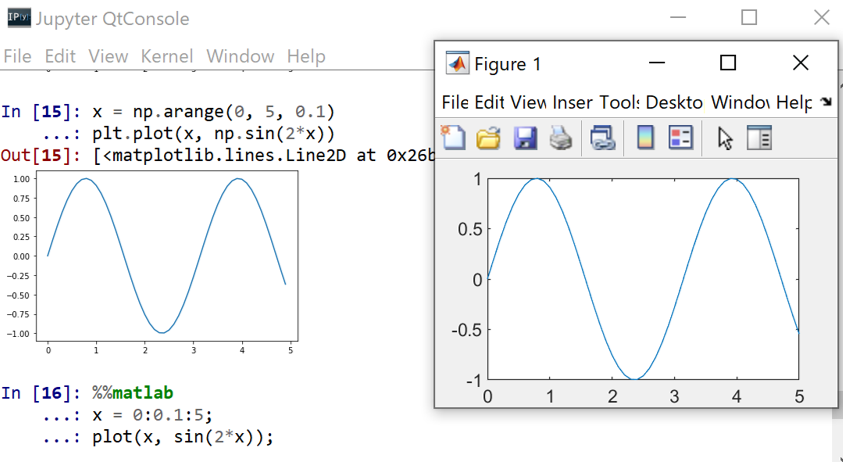 IP[y]: Jupyter QtConsole
File Edit View Kernel Window Help
In [15]: x = np.arange(0, 5, 0.1)
...: plt.plot(x, np.sin(2*x))
Out[15]: [<matplotlib.lines.Line2D at 0x26b
1.00
0.75
0.50
0.25
0.00
−0.25
−0.50
−0.75
−1.00
0 1 2 3 4 5
In [16]: %%matlab
...: x = 0:0.1:5;
...: plot(x, sin(2*x));
Figure 1
File Edit View Inser Tools Deskto Window Help
1
0.5
0
-0.5
-1
0 1 2 3 4 5